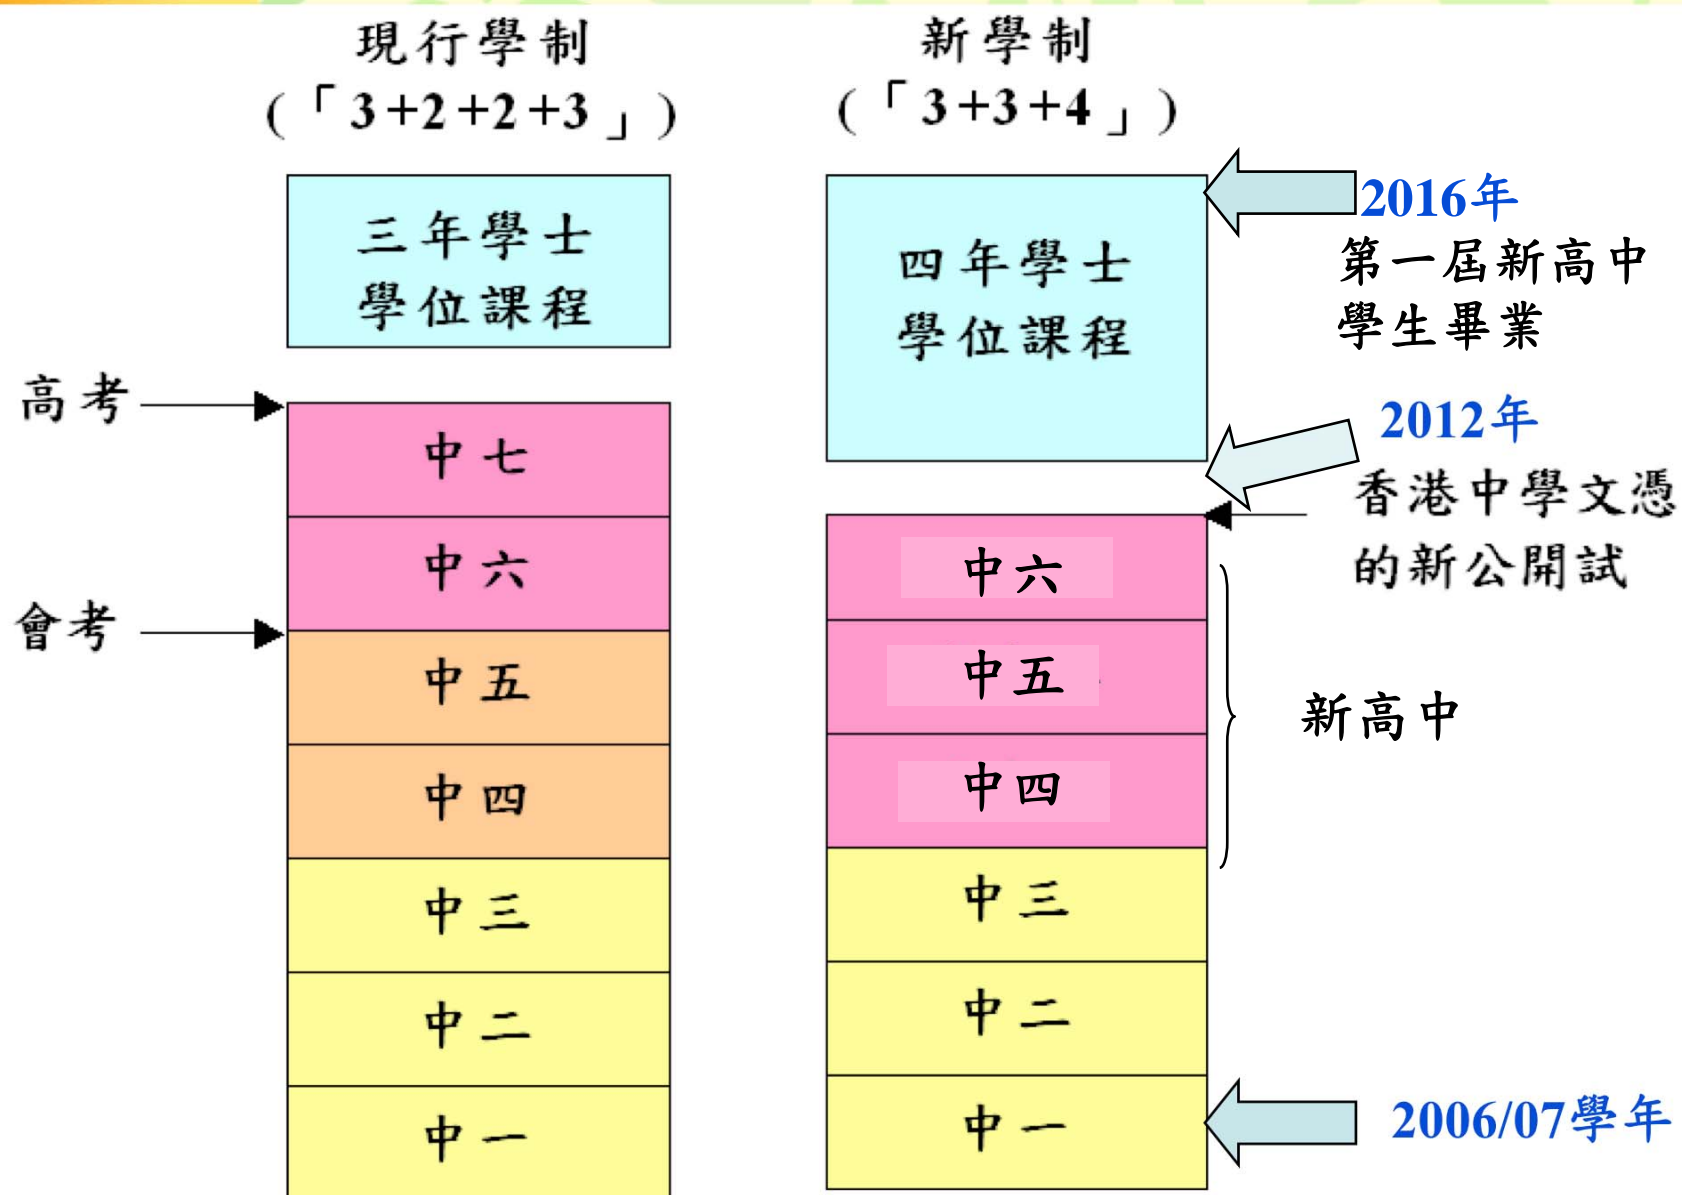 現行學制
(「3+2+2+3」)
三年學士
學位課程
高考
中七
中六
會考
中五
中四
中三
中二
中一
新學制
(「3+3+4」)
四年學士
學位課程
2016年
第一屆新高中
學生畢業
2012年
香港中學文憑
的新公開試
中六
中五
中四
新高中
中三
中二
中一
2006/07學年